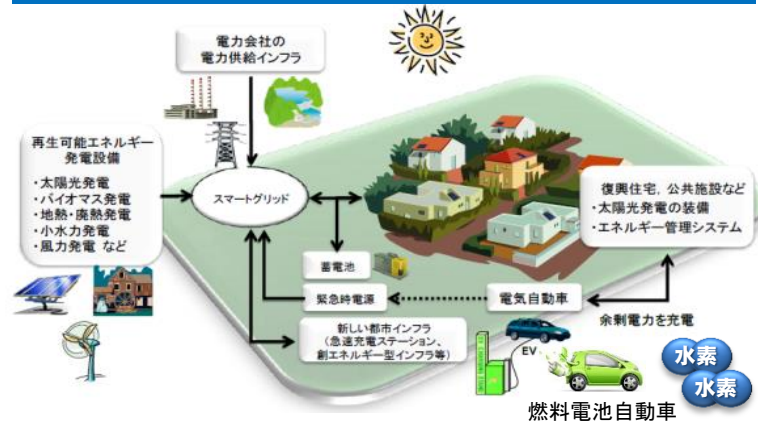 電力会社の
電力供給インフラ
再生可能エネルギー
発電設備
・太陽光発電
・バイオマス発電
・地熱・廃熱発電
・小水力発電
・風力発電 など
スマートグリッド
復興住宅，公共施設など
・太陽光発電の装備
・エネルギー管理システム
蓄電池
緊急時電源
電気自動車
新しい都市インフラ
（急速充電ステーション、
創エネルギー型インフラ等）
余剰電力を充電
EV
水素
水素
燃料電池自動車